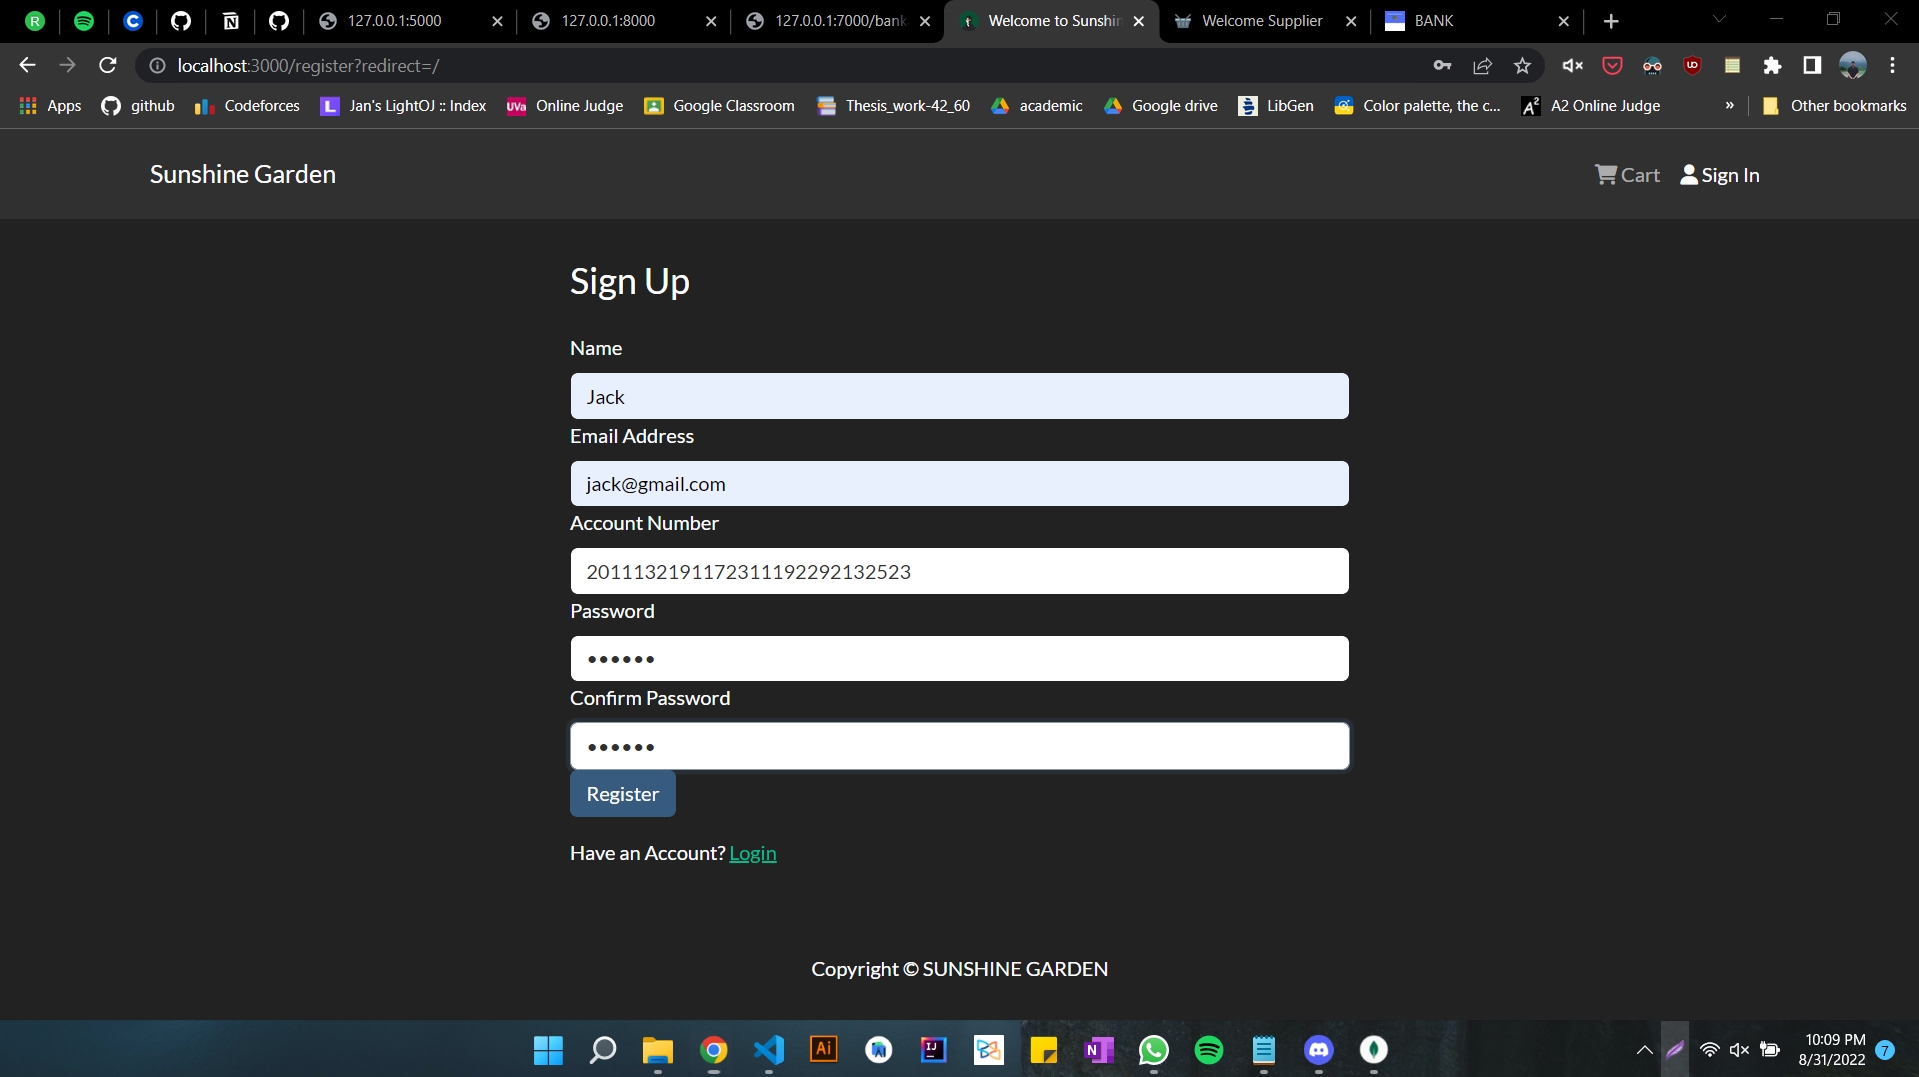 127.0.0.1:5000
127.0.0.1:8000
127.0.0.1:7000/bank
Welcome to Sunshin
Welcome Supplier
BANK
localhost:3000/register?redirect=/
Apps
github
Codeforces
Jan's LightOJ :: Index
Online Judge
Google Classroom
Thesis_work-42_60
academic
Google drive
LibGen
Color palette, the c...
A2 Online Judge
»
Other bookmarks
Sunshine Garden
Cart
Sign In
Sign Up
Name
Jack
Email Address
jack@gmail.com
Account Number
2011132191172311192292132523
Password
••••••
Confirm Password
••••••
Register
Have an Account? Login
Copyright © SUNSHINE GARDEN
10:09 PM
8/31/2022
7